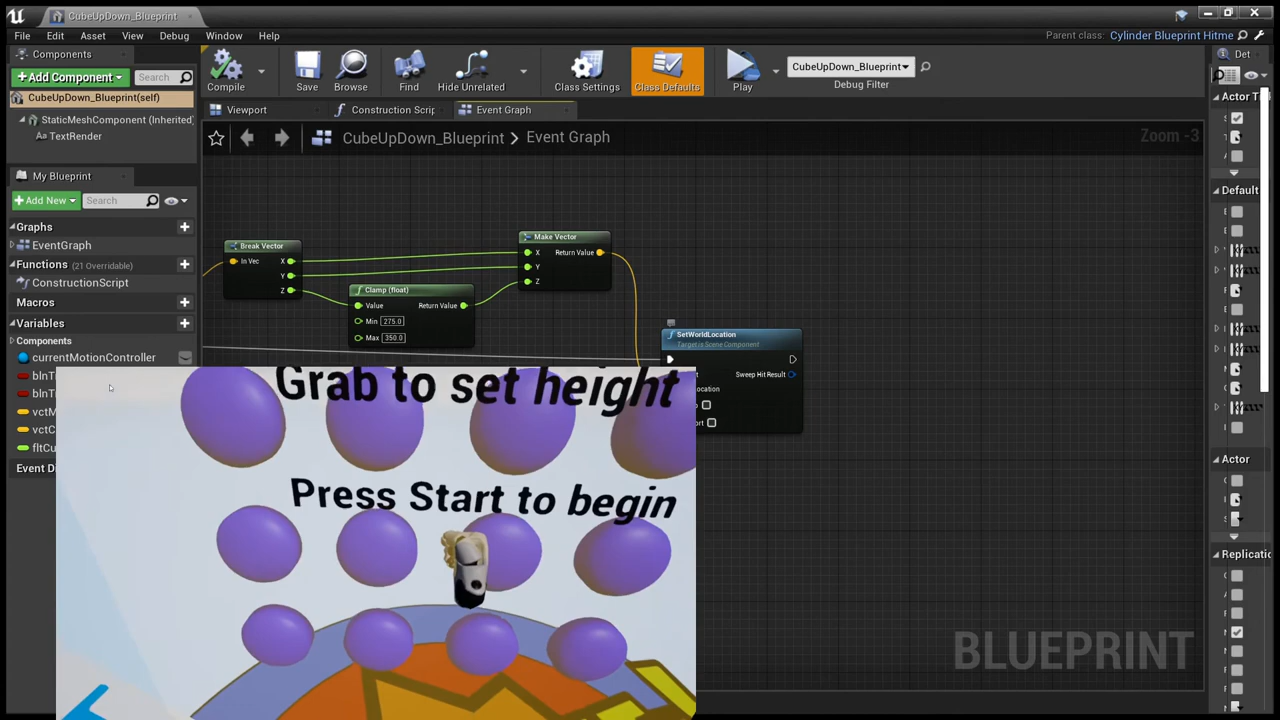 CubeUpDown_Blueprint
File Edit Asset View Debug Window Help
Parent class: Cylinder Blueprint Hitme
Components
+Add Component
Search
CubeUpDown_Blueprint(self)
StaticMeshComponent (Inherited)
TextRender
My Blueprint
+Add New
Search
Graphs
EventGraph
Functions (21 Overridable)
ConstructionScript
Macros
Variables
Components
currentMotionController
blnT
blnT
vctM
vctC
fltCu
Event D
Compile
Save
Browse
Find
Hide Unrelated
Class Settings
Class Defaults
Play
CubeUpDown_Blueprint
Debug Filter
Viewport
Construction Scrip
Event Graph
CubeUpDown_Blueprint > Event Graph
Zoom -3
Break Vector
In Vec
X
Y
Z
Clamp (float)
Value
Return Value
Min 275.0
Max 350.0
Make Vector
X
Return Value
Y
Z
SetWorldLocation
Target is Scene Component
Sweep Hit Result
ocation
ort
BLUEPRINT
Grab to set height
Press Start to begin
Det
Actor T
Default
Actor
Replicatio